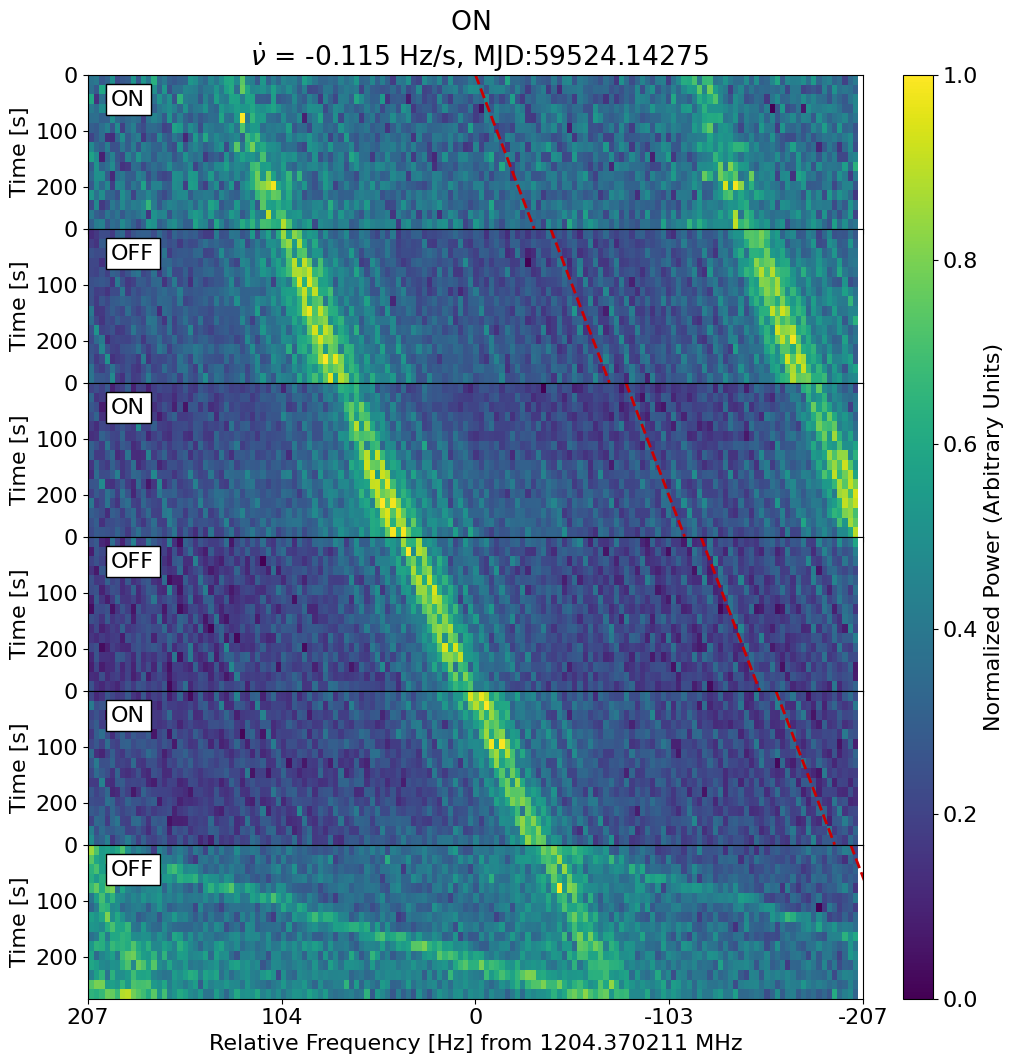 ON
ν̇ = -0.115 Hz/s, MJD:59524.14275
0
ON
100
Time [s]
200
0
OFF
100
Time [s]
200
0
ON
100
Time [s]
200
0
OFF
100
Time [s]
200
0
ON
100
Time [s]
200
0
OFF
100
Time [s]
200
207 104 0 -103 -207
Relative Frequency [Hz] from 1204.370211 MHz
1.0
0.8
0.6
0.4
0.2
0.0
Normalized Power (Arbitrary Units)